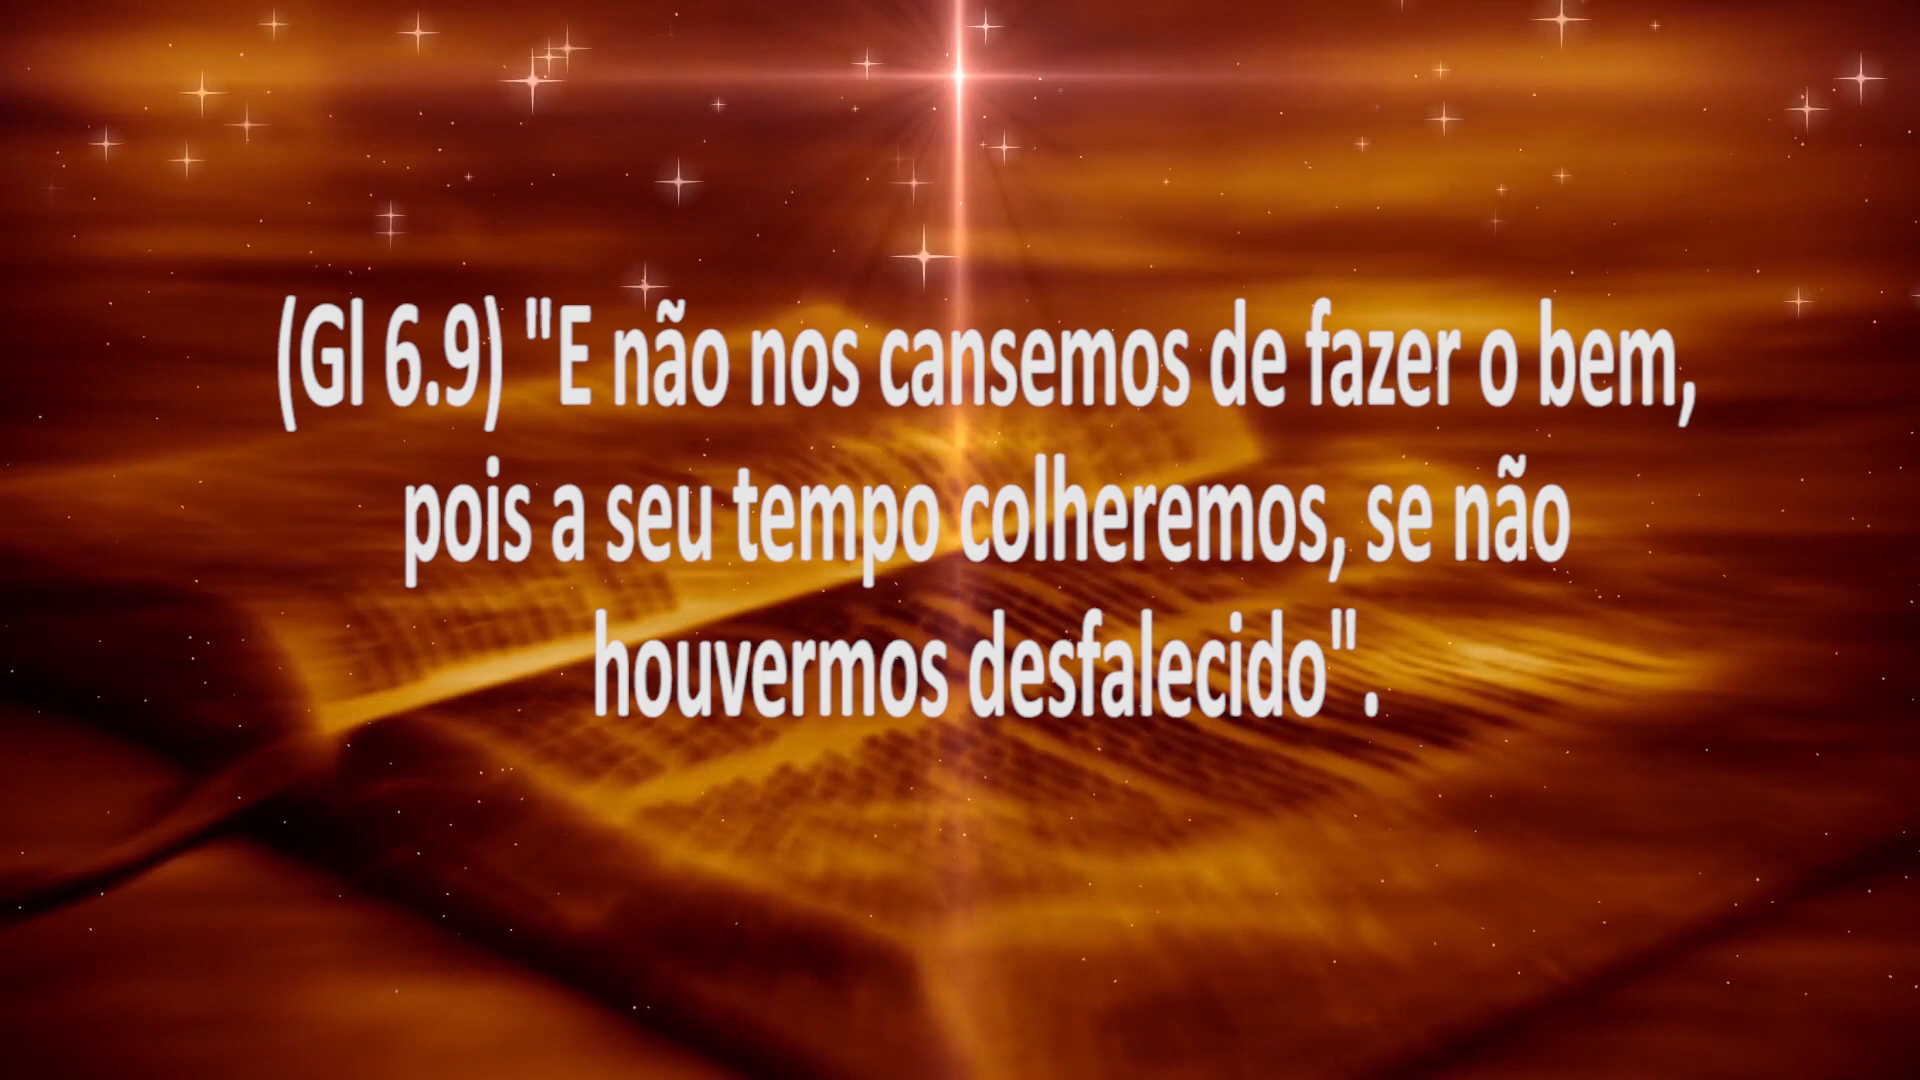 (Gl 6.9) "E não nos cansemos de fazer o bem,
pois a seu tempo colheremos, se não
houvermos desfalecido".